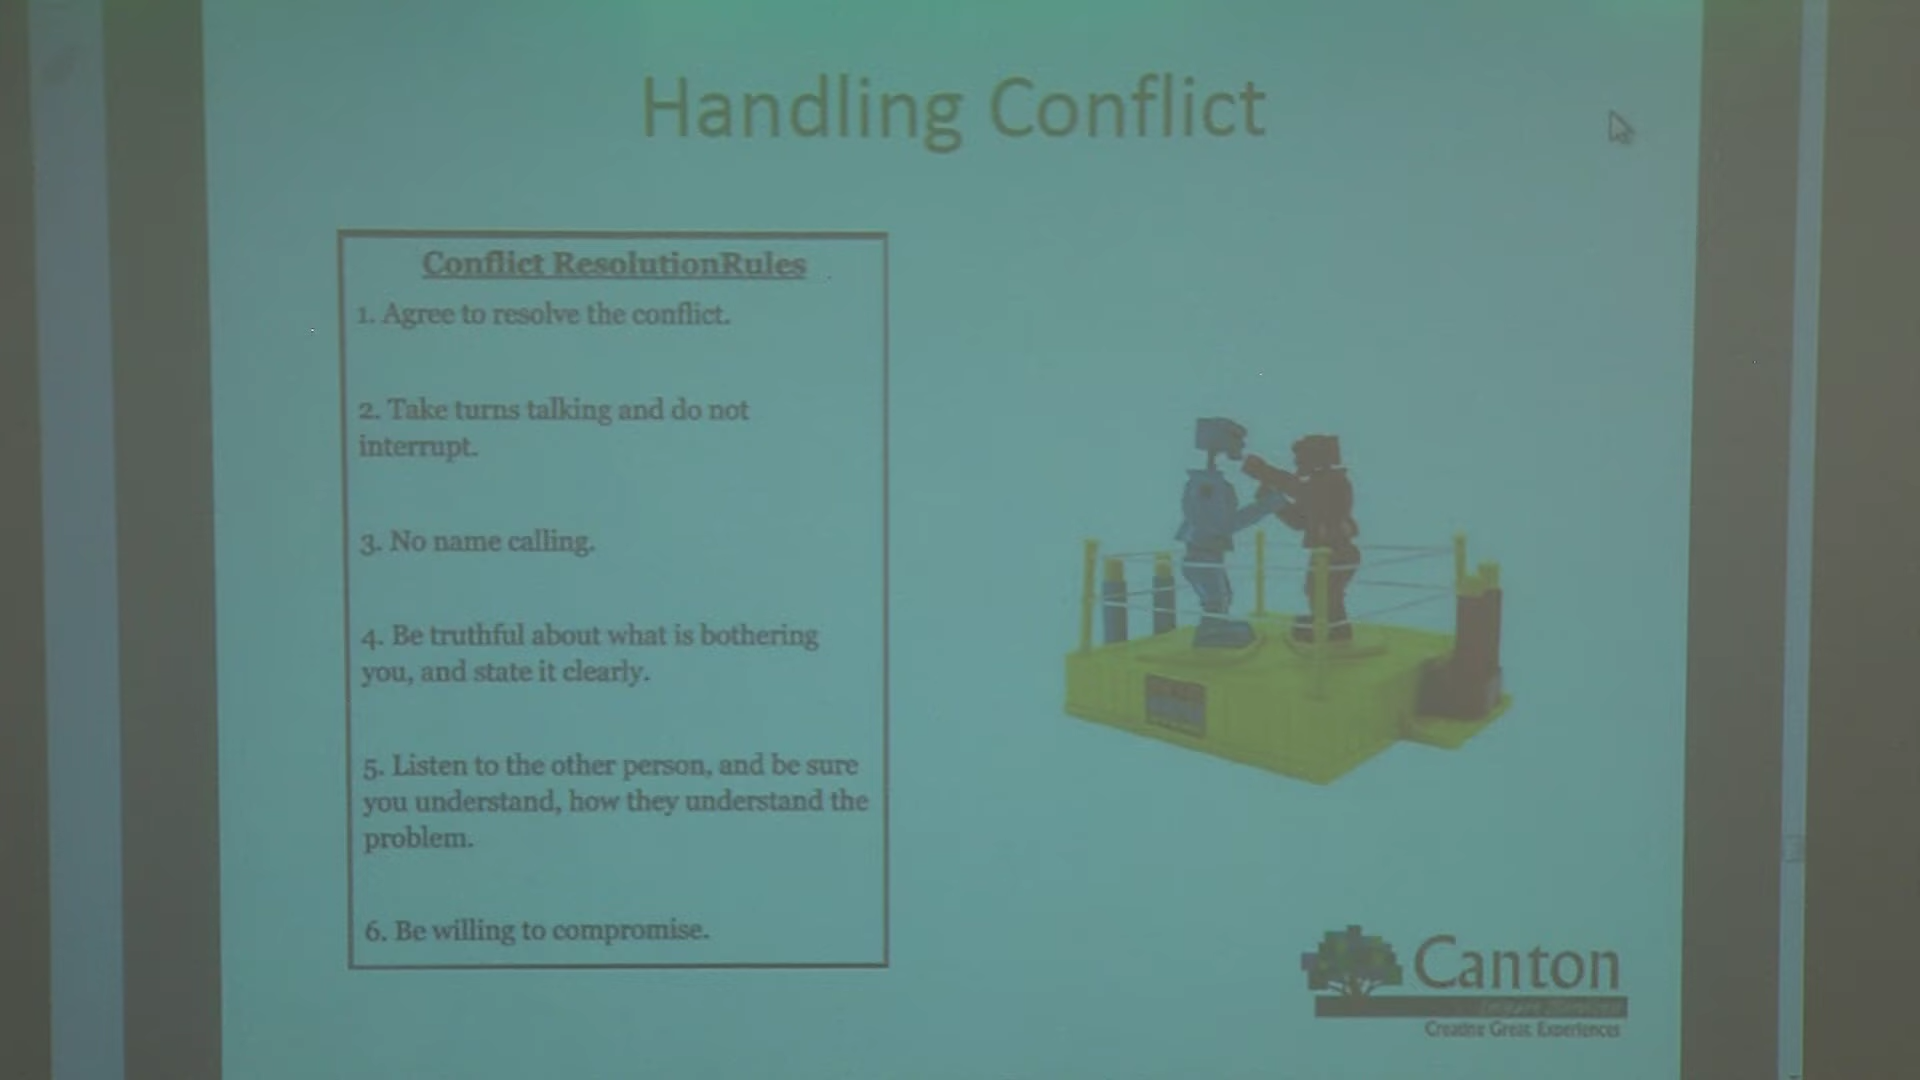 Handling Conflict
Conflict ResolutionRules
1. Agree to resolve the conflict.
2. Take turns talking and do not
interrupt.
3. No name calling.
4. Be truthful about what is bothering
you, and state it clearly.
5. Listen to the other person, and be sure
you understand, how they understand the
problem.
6. Be willing to compromise.
Canton
Creating Great Experiences